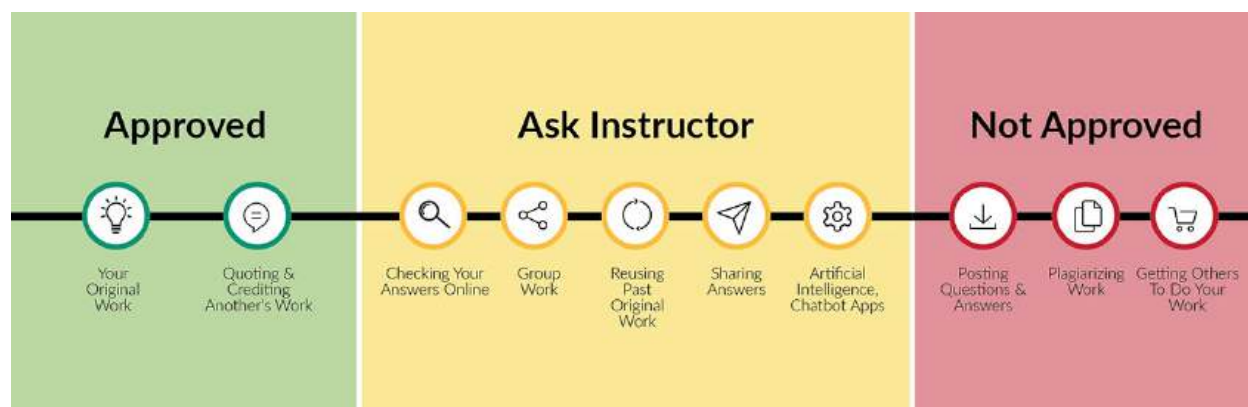 Approved
Ask Instructor
Not Approved
Your
Original
Work
Quoting &
Crediting
Another's Work
Checking Your
Answers Online
Group
Work
Reusing
Past
Original
Work
Sharing
Answers
Artificial
Intelligence,
Chatbot Apps
Posting
Questions &
Answers
Plagiarizing
Work
Getting Others
To Do Your
Work